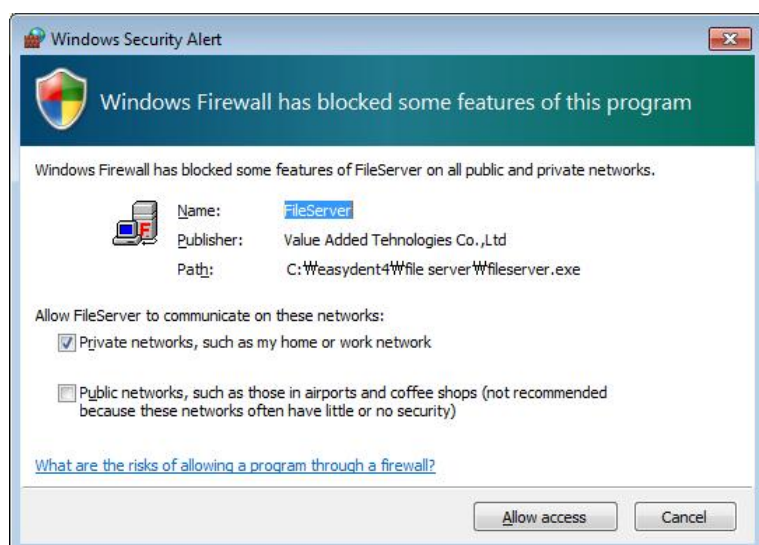 Windows Security Alert
Windows Firewall has blocked some features of this program
Windows Firewall has blocked some features of FileServer on all public and private networks.
Name: FileServer
Publisher: Value Added Tehnologies Co.,Ltd
Path: C:₩easydent4₩file server₩fileserver.exe
Allow FileServer to communicate on these networks:
Private networks, such as my home or work network
Public networks, such as those in airports and coffee shops (not recommended
because these networks often have little or no security)
What are the risks of allowing a program through a firewall?
Allow access Cancel